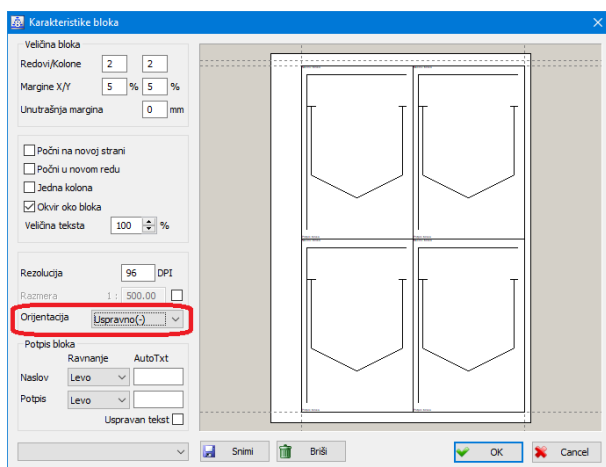 Karakteristike bloka
Veličina bloka
Redovi/Kolone 2 2
Margine X/Y 5 % 5 %
Unutrašnja margina 0 mm
Počni na novoj strani
Počni u novom redu
Jedna kolona
Okvir oko bloka
Veličina teksta 100 %
Rezolucija 96 DPI
Razmera 1 : 500.00
Orijentacija Uspravno(-)
Potpis bloka
Ravnanje AutoTxt
Naslov Levo
Potpis Levo
Uspravan tekst
Snimi Briši OK Cancel